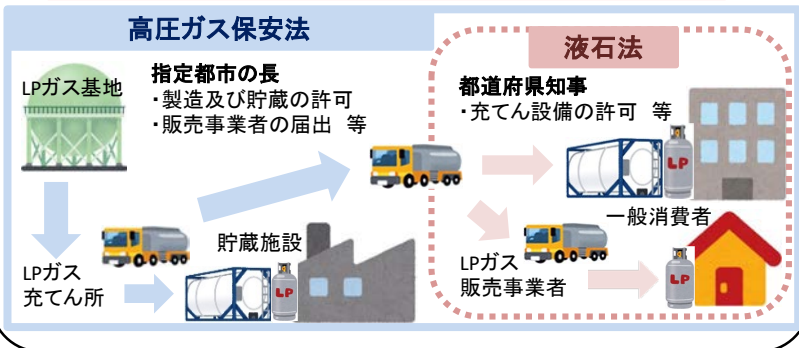 高圧ガス保安法
液石法
LPガス基地
指定都市の長
・製造及び貯蔵の許可
・販売事業者の届出 等
都道府県知事
・充てん設備の許可 等
LP
一般消費者
貯蔵施設
LPガス
充てん所
LP
LPガス
販売事業者
LP